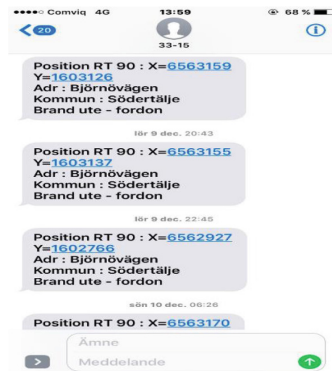 Comviq 4G 13:59 68 %
20
33-15
Position RT 90 : X=6563159
Y=1603126
Adr : Björnövägen
Kommun : Södertälje
Brand ute - fordon
lör 9 dec. 20:43
Position RT 90 : X=6563155
Y=1603137
Adr : Björnövägen
Kommun : Södertälje
Brand ute - fordon
lör 9 dec. 22:45
Position RT 90 : X=6562927
Y=1602766
Adr : Björnövägen
Kommun : Södertälje
Brand ute - fordon
sön 10 dec. 06:26
Position RT 90 : X=6563170
Ämne
Meddelande